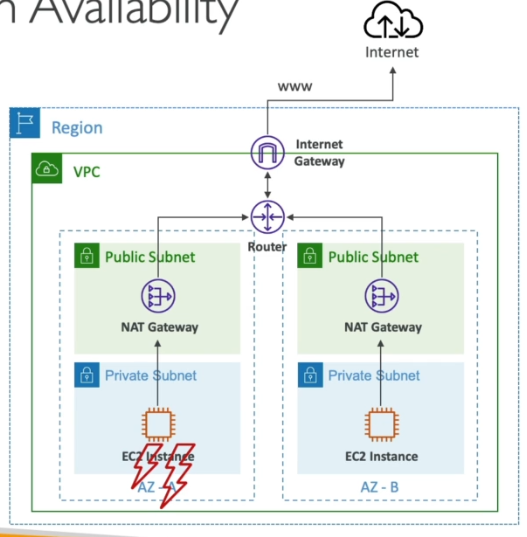 Availability
Internet
www
Region
Internet
Gateway
VPC
Router
Public Subnet
Public Subnet
NAT Gateway
NAT Gateway
Private Subnet
Private Subnet
EC2 Instance
EC2 Instance
AZ - A
AZ - B